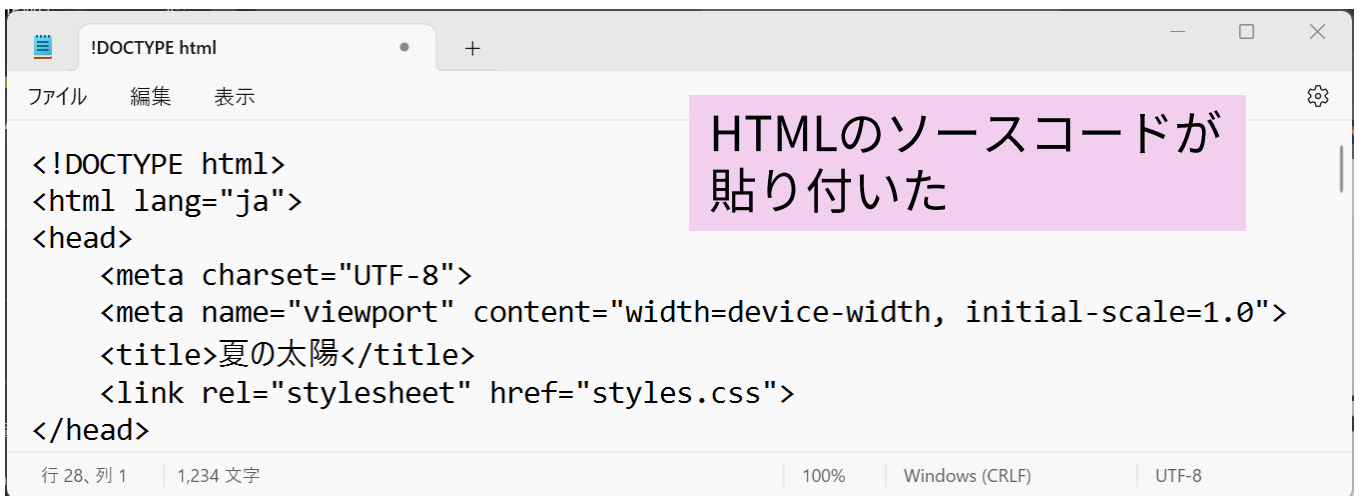 !DOCTYPE html
ファイル 編集 表示
HTMLのソースコードが
貼り付いた
<!DOCTYPE html>
<html lang="ja">
<head>
    <meta charset="UTF-8">
    <meta name="viewport" content="width=device-width, initial-scale=1.0">
    <title>夏の太陽</title>
    <link rel="stylesheet" href="styles.css">
</head>
行 28、列 1 1,234 文字 100% Windows (CRLF) UTF-8